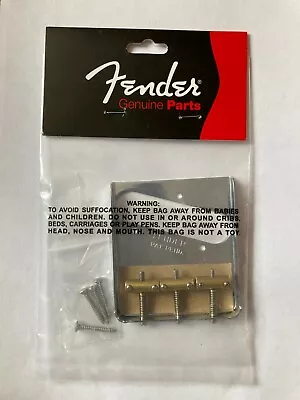 Fender
Genuine Parts
WARNING:
TO AVOID SUFFOCATION, KEEP BAG AWAY FROM BABIES
AND CHILDREN. DO NOT USE IN OR AROUND CRIBS,
BEDS, CARRIAGES OR PLAY PENS. KEEP BAG AWAY FROM
HEAD, NOSE AND MOUTH. THIS BAG IS NOT A TOY
PAT. PEND.